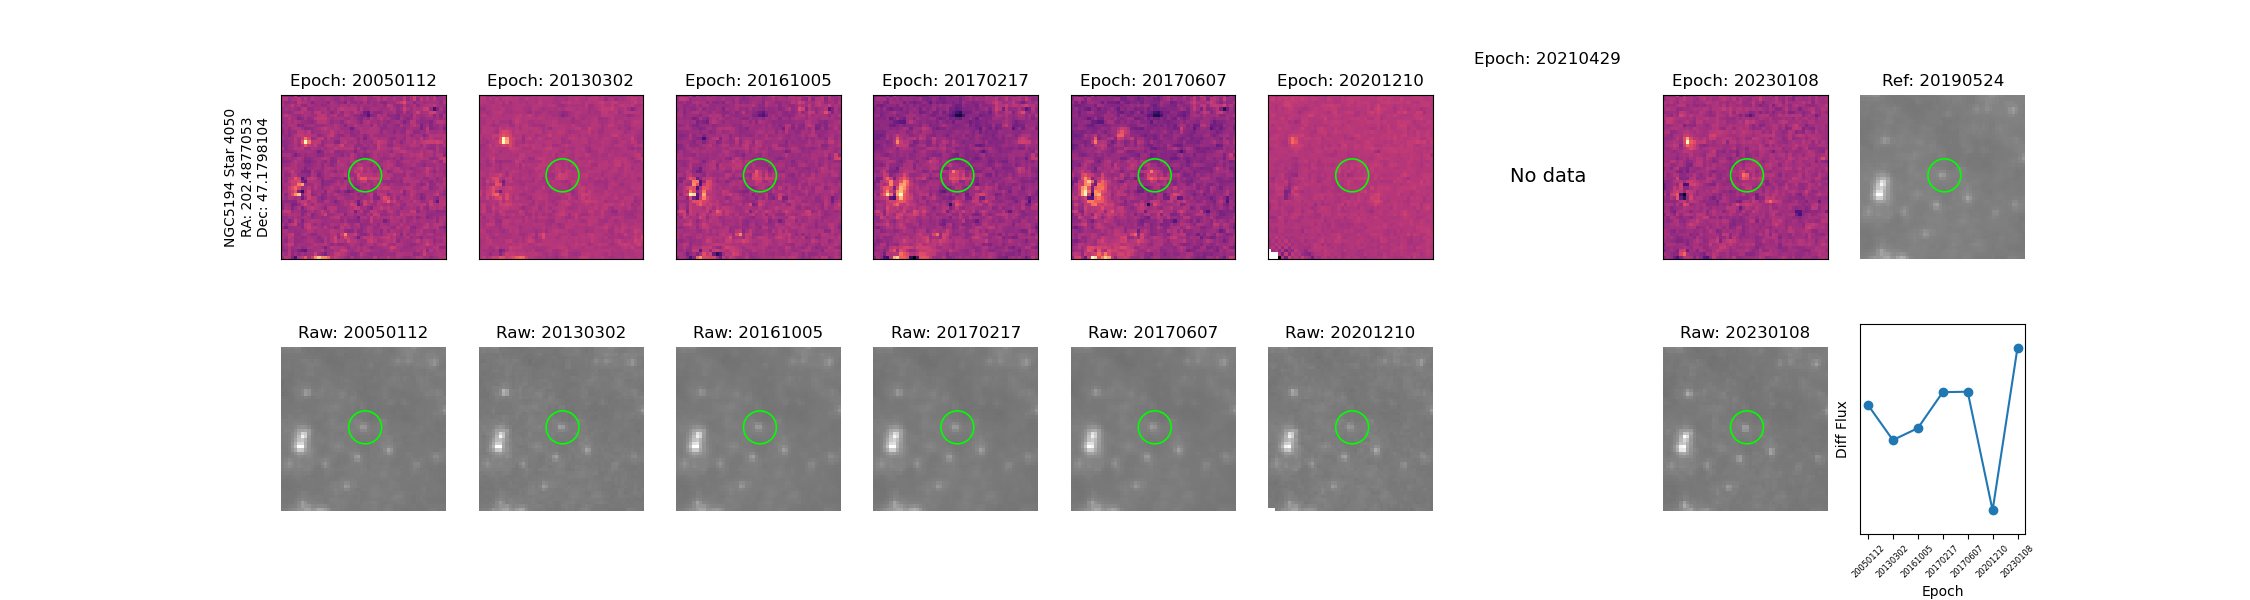 NGC5194 Star 4050
RA: 202.4877053
Dec: 47.1798104
Epoch: 20050112
Epoch: 20130302
Epoch: 20161005
Epoch: 20170217
Epoch: 20170607
Epoch: 20201210
Epoch: 20210429
No data
Epoch: 20230108
Ref: 20190524
Raw: 20050112
Raw: 20130302
Raw: 20161005
Raw: 20170217
Raw: 20170607
Raw: 20201210
Raw: 20230108
Diff Flux
20050112
20130302
20161005
20170217
20170607
20201210
20230108
Epoch